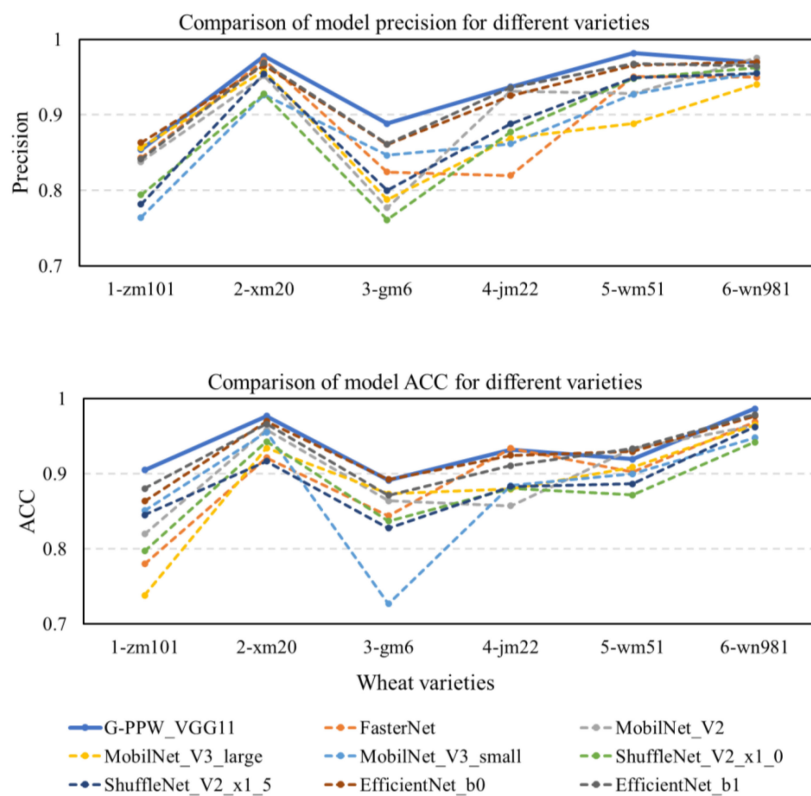 Comparison of model precision for different varieties
1
0.9
0.8
0.7
Precision
1-zm101 2-xm20 3-gm6 4-jm22 5-wm51 6-wn981
Comparison of model ACC for different varieties
1
0.9
0.8
0.7
ACC
1-zm101 2-xm20 3-gm6 4-jm22 5-wm51 6-wn981
Wheat varieties
G-PPW_VGG11 FasterNet MobilNet_V2
MobilNet_V3_large MobilNet_V3_small ShuffleNet_V2_x1_0
ShuffleNet_V2_x1_5 EfficientNet_b0 EfficientNet_b1